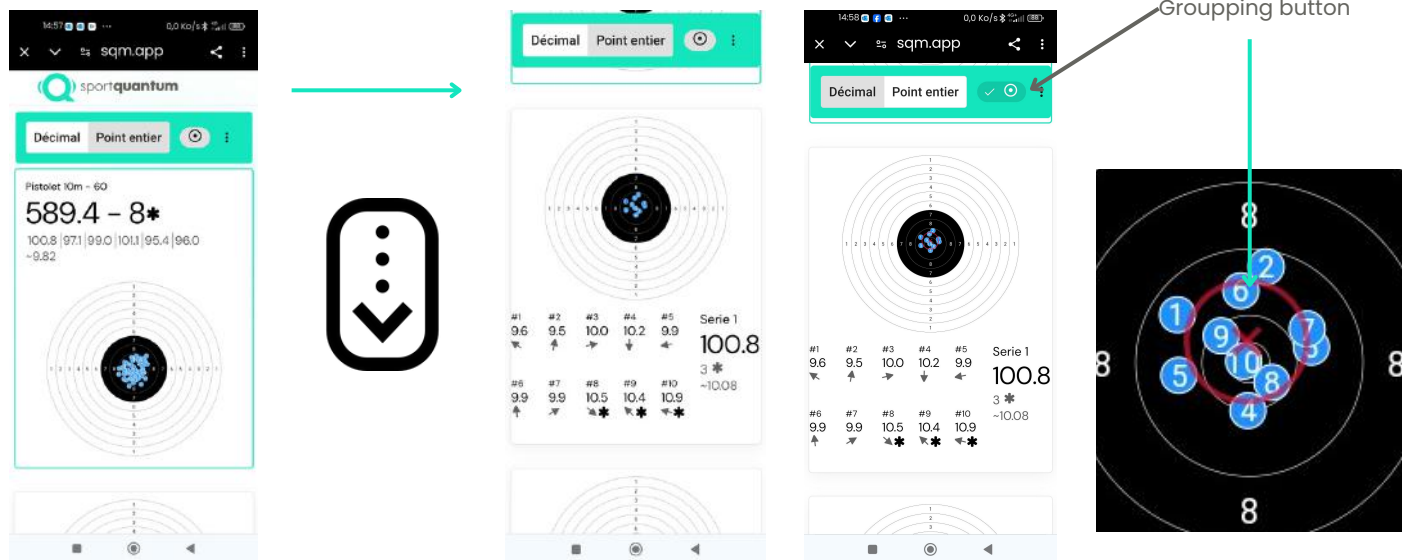 14:57 ... 0,0 Ko/s 88
sqm.app
sportquantum
Décimal Point entier
Pistolet 10m - 60
589.4 - 8✱
100.8|97.1|99.0|101.1|95.4|96.0
~9.82
Décimal Point entier
#1 #2 #3 #4 #5 Serie 1
9.6 9.5 10.0 10.2 9.9 100.8
3 ✱
#6 #7 #8 #9 #10 ~10.08
9.9 9.9 10.5 10.4 10.9
14:58 ... 0,0 Ko/s 88
sqm.app
Décimal Point entier
#1 #2 #3 #4 #5 Serie 1
9.6 9.5 10.0 10.2 9.9 100.8
3 ✱
#6 #7 #8 #9 #10 ~10.08
9.9 9.9 10.5 10.4 10.9
Groupping button
8
2
6
1
7
9
8 10 8
5 8
4
8